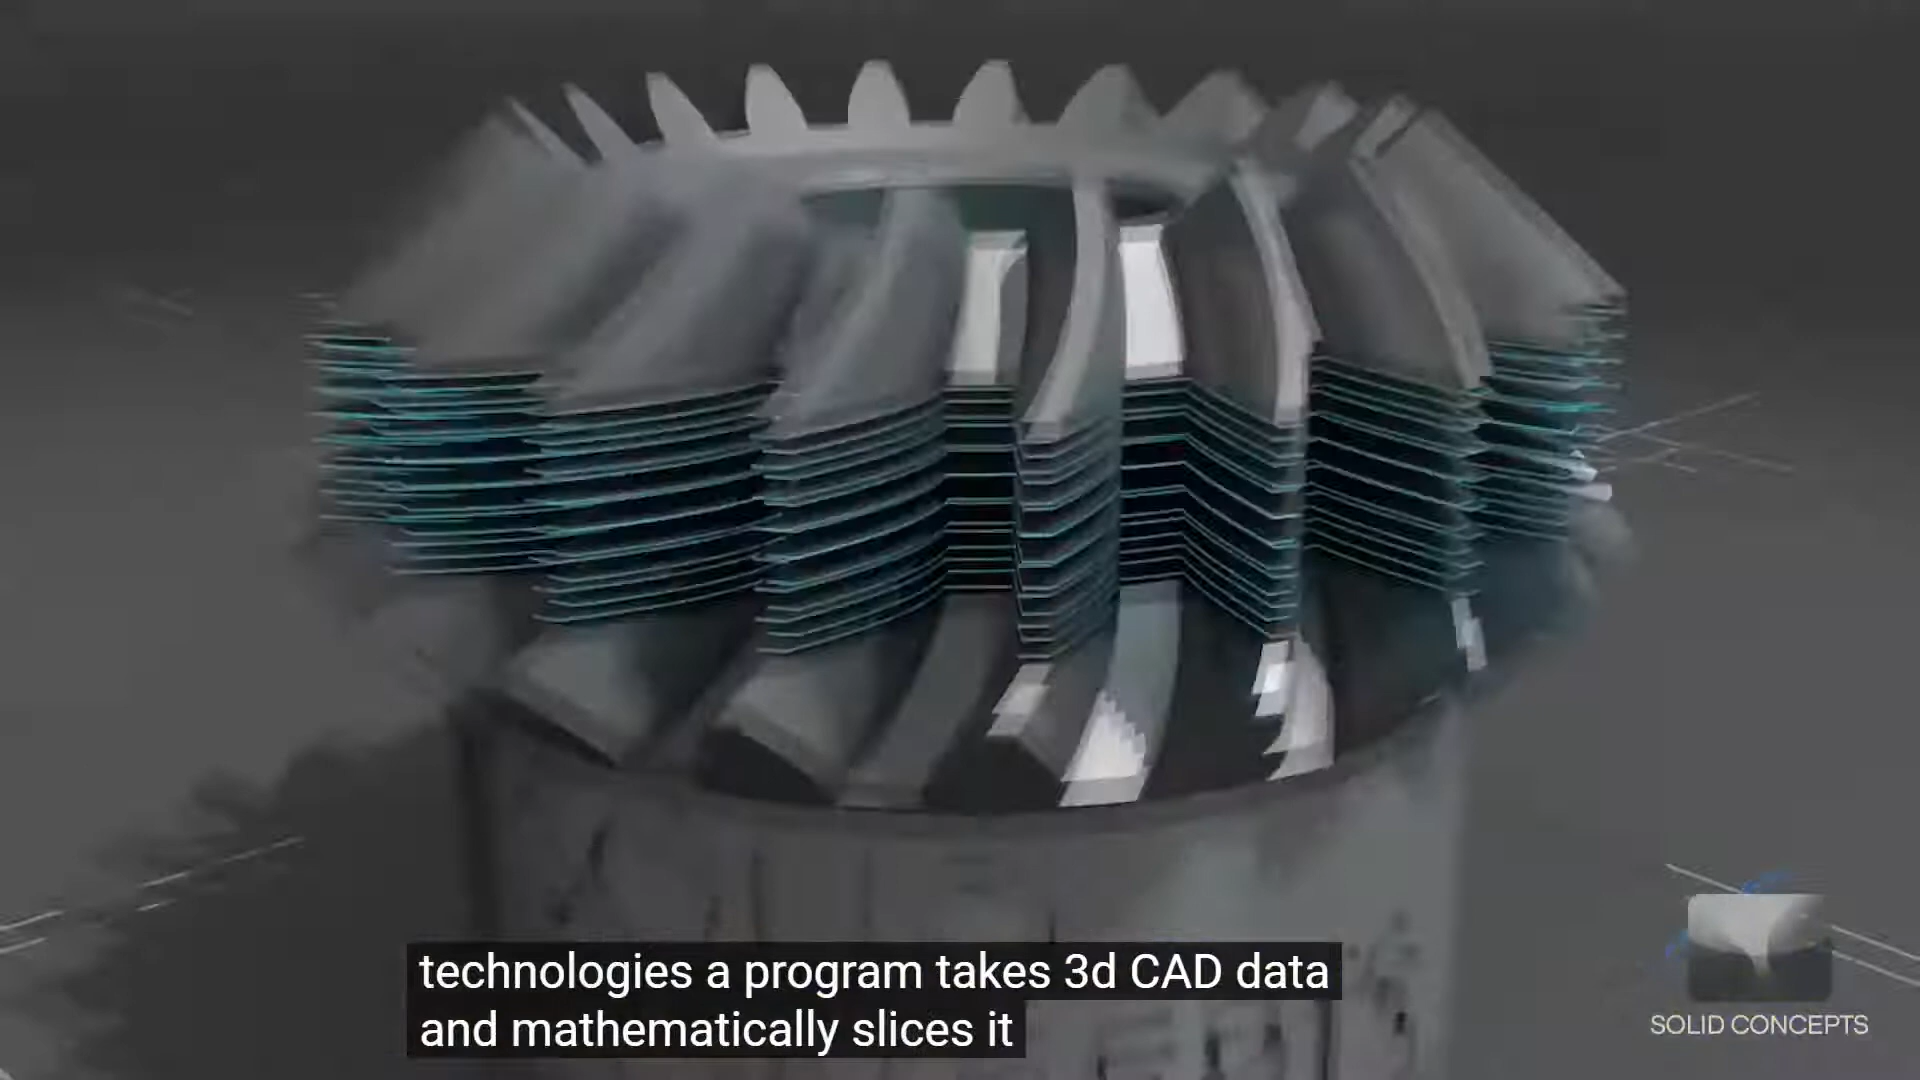 technologies a program takes 3d CAD data
and mathematically slices it
SOLID CONCEPTS